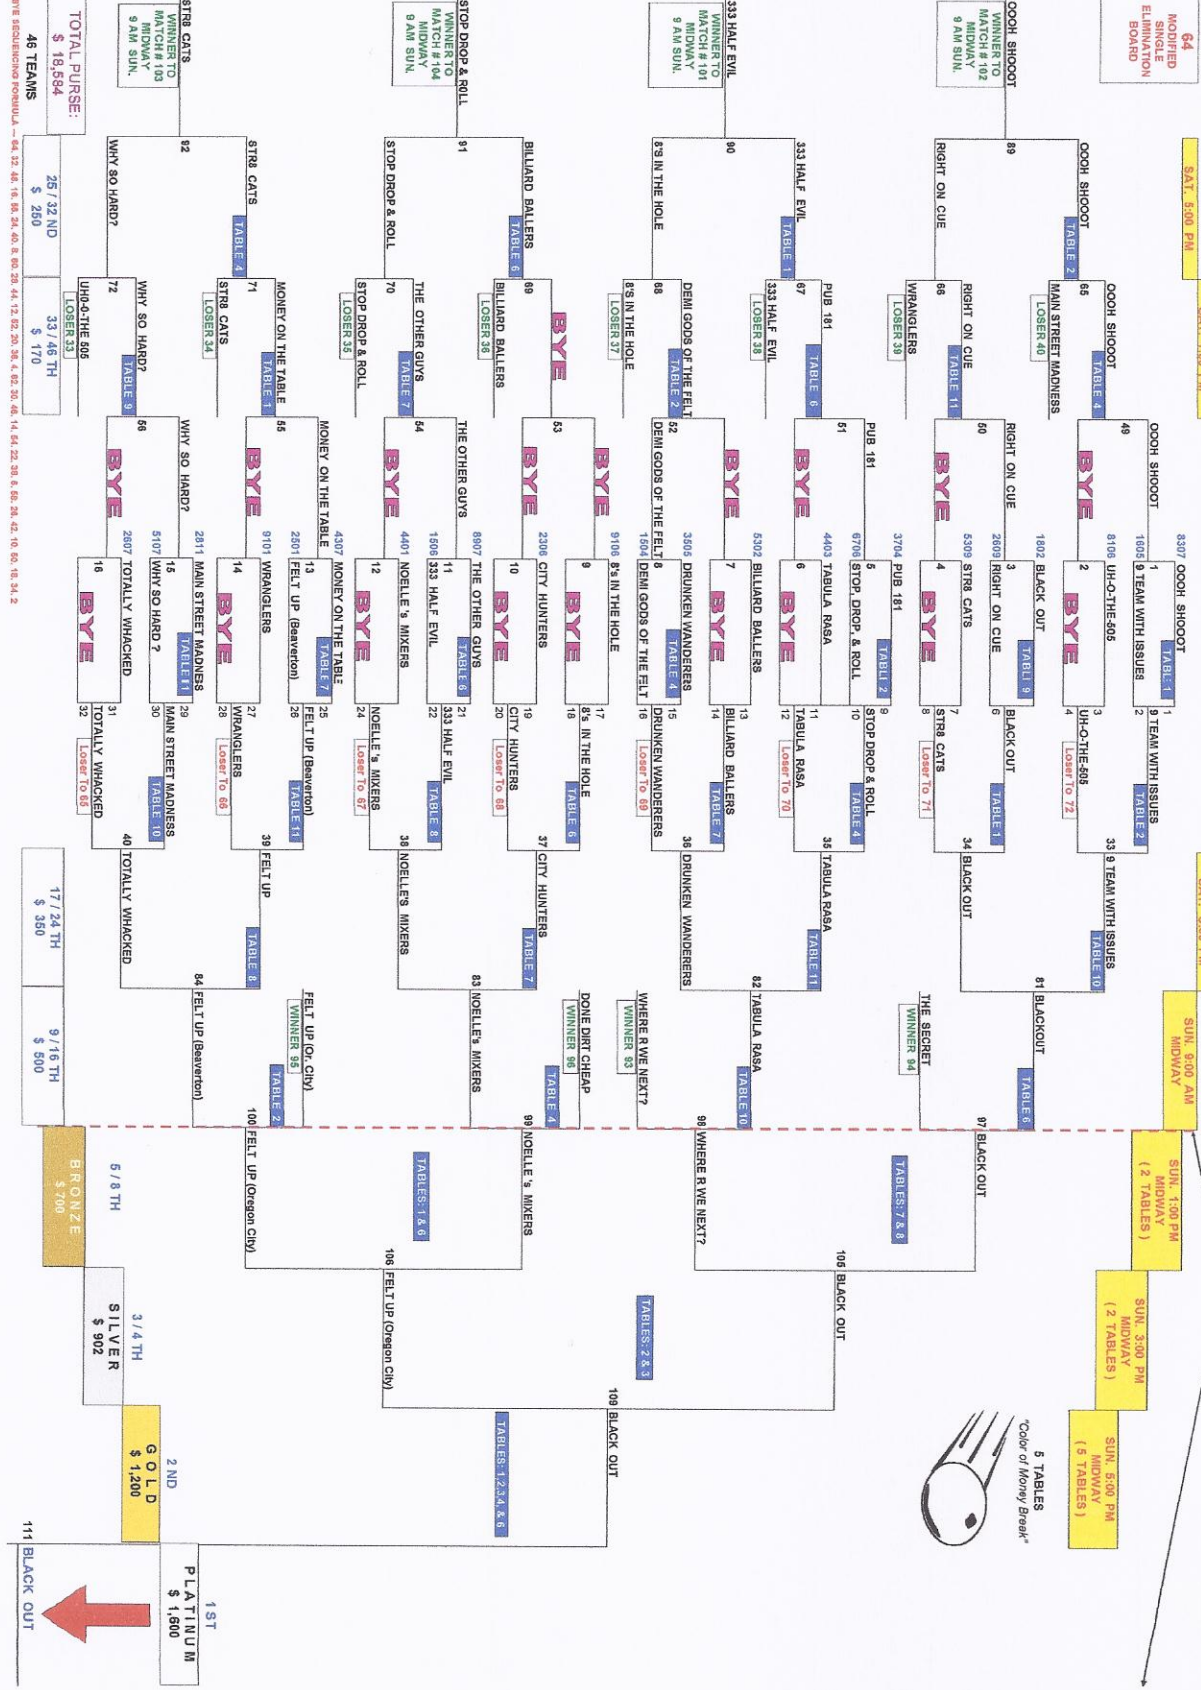 64
MODIFIED
SINGLE
ELIMINATION
BOARD
SAT. 5:00 PM
SUN. 9:00 AM
MIDWAY
SUN. 1:00 PM
MIDWAY
( 2 TABLES )
SUN. 3:00 PM
MIDWAY
( 2 TABLES )
SUN. 5:00 PM
MIDWAY
( 5 TABLES )
5 TABLES
"Color of Money Break"
OOOH SHOOOT
WINNER TO
MATCH # 102
MIDWAY
9 AM SUN.
333 HALF EVIL
WINNER TO
MATCH # 101
MIDWAY
9 AM SUN.
STOP DROP & ROLL
WINNER TO
MATCH # 104
MIDWAY
9 AM SUN.
STR8 CATS
WINNER TO
MATCH # 103
MIDWAY
9 AM SUN.
OOOH SHOOOT
89
TABLE 2
RIGHT ON CUE
333 HALF EVIL
90
TABLE 1
8'S IN THE HOLE
BILLIARD BALLERS
91
TABLE 6
STOP DROP & ROLL
STR8 CATS
92
TABLE 4
WHY SO HARD?
OOOH SHOOOT
65
TABLE 4
MAIN STREET MADNESS
LOSER 40
RIGHT ON CUE
66
TABLE 11
WRANGLERS
LOSER 39
PUB 181
67
TABLE 6
333 HALF EVIL
LOSER 38
DEMI GODS OF THE FELT
68
TABLE 2
8'S IN THE HOLE
LOSER 37
BYE
69
BILLIARD BALLERS
LOSER 36
THE OTHER GUYS
70
TABLE 7
STOP DROP & ROLL
LOSER 35
MONEY ON THE TABLE
71
TABLE 1
STR8 CATS
LOSER 34
WHY SO HARD?
72
TABLE 9
UH0-O-THE 505
LOSER 33
OOOH SHOOOT
49
BYE
RIGHT ON CUE
50
BYE
PUB 181
51
BYE
BYE
52
DEMI GODS OF THE FELT
BYE
53
BYE
THE OTHER GUYS
54
BYE
MONEY ON THE TABLE
55
BYE
WHY SO HARD?
56
BYE
8307 OOOH SHOOOT
1 TABLE 1
1605 9 TEAM WITH ISSUES
8106 UH-O-THE-505
2
BYE
1802 BLACK OUT
3 TABLE 9
2609 RIGHT ON CUE
5309 STR8 CATS
4
BYE
3704 PUB 181
5 TABLE 2
6706 STOP, DROP, & ROLL
4403 TABULA RASA
6
BYE
5302 BILLIARD BALLERS
7
BYE
3505 DRUNKEN WANDERERS
8 TABLE 4
1504 DEMI GODS OF THE FELT
9106 8's IN THE HOLE
9
BYE
2306 CITY HUNTERS
10
BYE
8907 THE OTHER GUYS
11 TABLE 6
1506 333 HALF EVIL
4401 NOELLE's MIXERS
12
BYE
4307 MONEY ON THE TABLE
13 TABLE 7
2501 FELT UP (Beaverton)
9101 WRANGLERS
14
BYE
2811 MAIN STREET MADNESS
15 TABLE 11
5107 WHY SO HARD ?
2607 TOTALLY WHACKED
16
BYE
1
2 9 TEAM WITH ISSUES
TABLE 2
3
4 UH-O-THE-505
Loser To 72
6 BLACK OUT
TABLE 1
7
8 STR8 CATS
Loser To 71
9
10 STOP DROP & ROLL
TABLE 4
11
12 TABULA RASA
Loser To 70
13
14 BILLIARD BALLERS
TABLE 7
15
16 DRUNKEN WANDERERS
Loser To 69
17
18 8's IN THE HOLE
TABLE 6
19
20 CITY HUNTERS
Loser To 68
21
22 333 HALF EVIL
TABLE 8
24 NOELLE 's MIXERS
Loser To 67
25
26 FELT UP (Beaverton)
TABLE 11
27
28 WRANGLERS
Loser To 66
29
30 MAIN STREET MADNESS
TABLE 10
31
32 TOTALLY WHACKED
Loser To 65
33 9 TEAM WITH ISSUES
TABLE 10
34 BLACK OUT
35 TABULA RASA
TABLE 11
36 DRUNKEN WANDERERS
37 CITY HUNTERS
TABLE 7
38 NOELLE'S MIXERS
39 FELT UP
TABLE 8
40 TOTALLY WHACKED
81 BLACKOUT
TABLE 6
THE SECRET
WINNER 94
82 TABULA RASA
TABLE 10
WHERE R WE NEXT?
WINNER 93
DONE DIRT CHEAP
WINNER 96
TABLE 4
83 NOELLE's MIXERS
FELT UP (Or. City)
WINNER 95
TABLE 2
84 FELT UP (Beaverton)
97 BLACK OUT
TABLES: 7 & 8
98 WHERE R WE NEXT?
99 NOELLE 's MIXERS
TABLES: 1 & 6
100 FELT UP (Oregon City)
105 BLACK OUT
TABLES: 2 & 3
106 FELT UP (Oregon City)
109 BLACK OUT
TABLES: 1,2,3,4, & 6
111 BLACK OUT
TOTAL PURSE:
$ 18,584
46 TEAMS
25 / 32 ND
$ 250
33 / 46 TH
$ 170
17 / 24 TH
$ 350
9 / 16 TH
$ 500
5 / 8 TH
BRONZE
$ 700
3 / 4 TH
SILVER
$ 902
2 ND
GOLD
$ 1,200
1ST
PLATINUM
$ 1,600